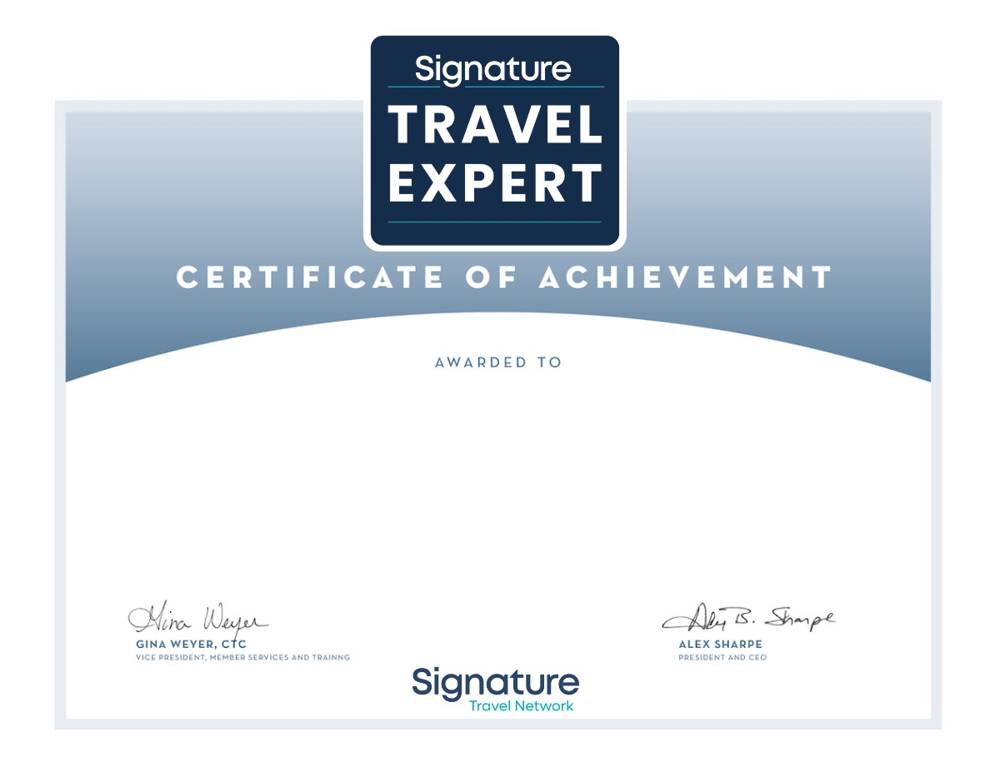 Signature
TRAVEL
EXPERT
CERTIFICATE OF ACHIEVEMENT
AWARDED TO
Gina Weyer
Alex B. Sharpe
GINA WEYER, CTC
ALEX SHARPE
VICE PRESIDENT, MEMBER SERVICES AND TRAINNG
PRESIDENT AND CEO
Signature
Travel Network